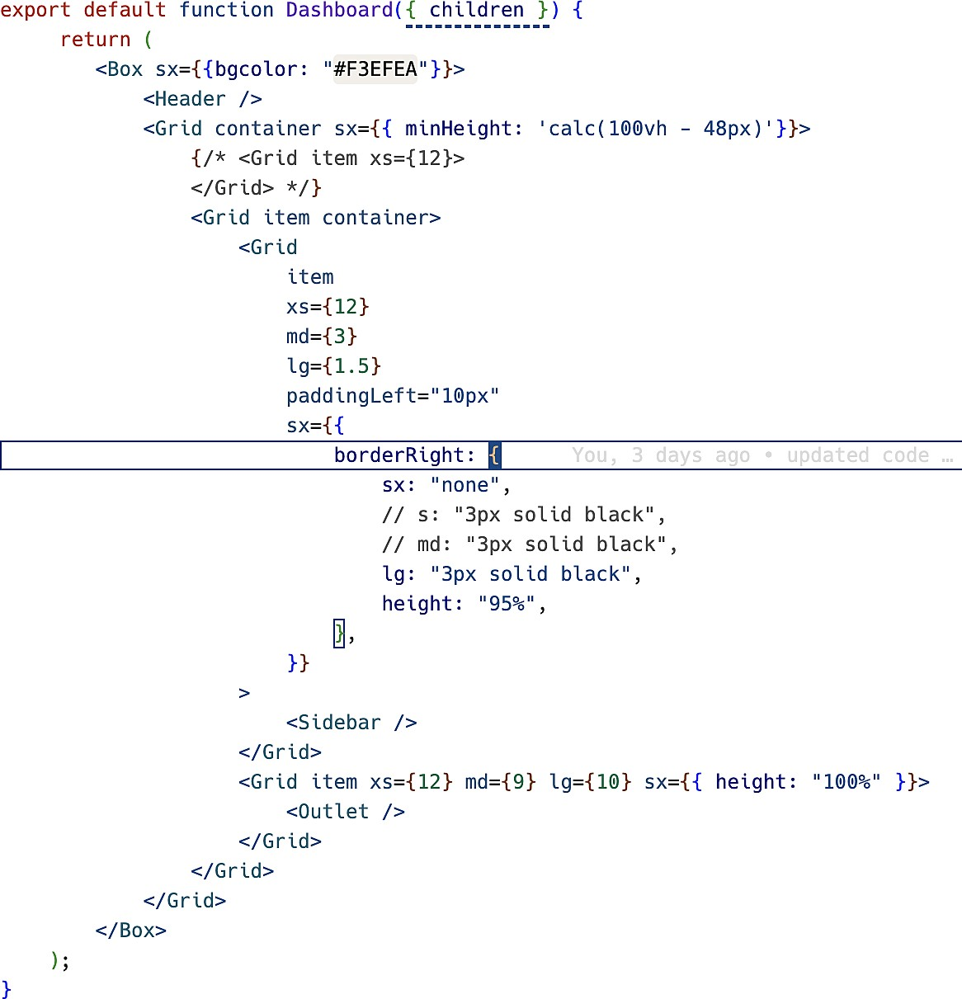 export default function Dashboard({ children }) {
return (
<Box sx={{bgcolor: "#F3EFEA"}}>
<Header />
<Grid container sx={{ minHeight: 'calc(100vh - 48px)'}}>
{/* <Grid item xs={12}>
</Grid> */}
<Grid item container>
<Grid
item
xs={12}
md={3}
lg={1.5}
paddingLeft="10px"
sx={{
borderRight: { You, 3 days ago • updated code …
sx: "none",
// s: "3px solid black",
// md: "3px solid black",
lg: "3px solid black",
height: "95%",
},
}}
>
<Sidebar />
</Grid>
<Grid item xs={12} md={9} lg={10} sx={{ height: "100%" }}>
<Outlet />
</Grid>
</Grid>
</Grid>
</Box>
);
}